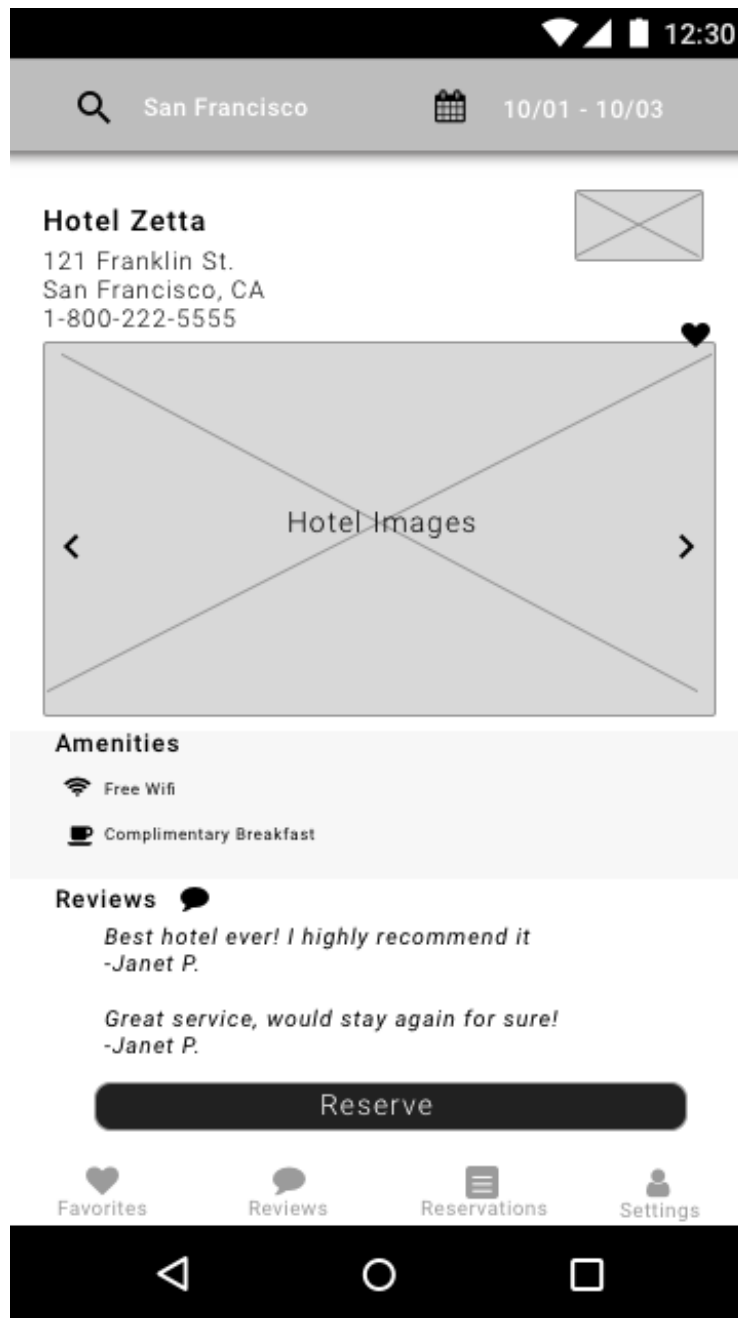 12:30
San Francisco 10/01 - 10/03
Hotel Zetta
121 Franklin St.
San Francisco, CA
1-800-222-5555
Hotel Images
Amenities
Free Wifi
Complimentary Breakfast
Reviews
Best hotel ever! I highly recommend it
-Janet P.
Great service, would stay again for sure!
-Janet P.
Reserve
Favorites Reviews Reservations Settings